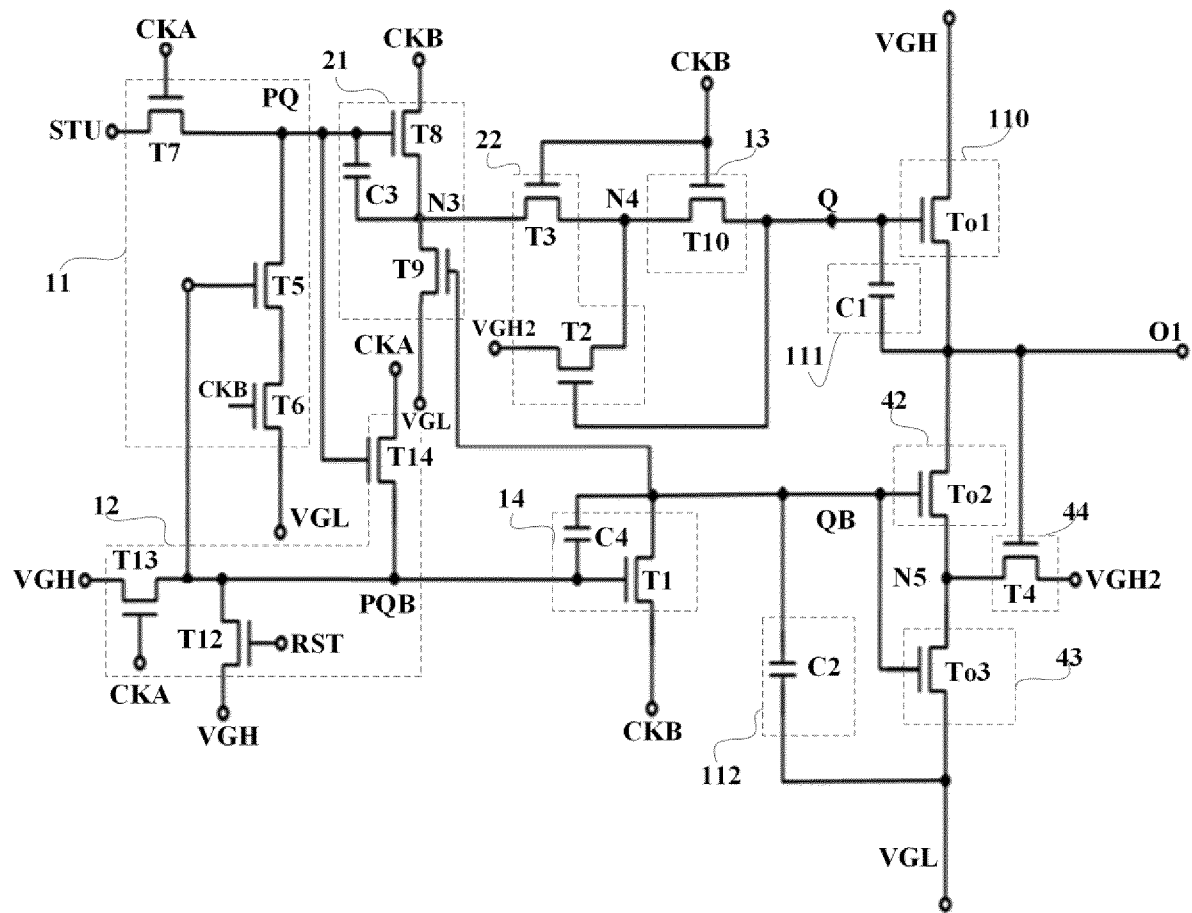 CKA
CKB
VGH
CKB
21
PQ
110
STU
T8
13
22
T7
C3
N3
N4
Q
To1
T3
T10
11
T5
T9
C1
T2
VGH2
O1
CKA
111
CKB
T6
42
VGL
T14
To2
VGL
12
14
QB
44
C4
T13
VGH
T1
N5
VGH2
PQB
T4
T12
RST
C2
43
To3
CKA
VGH
CKB
112
VGL